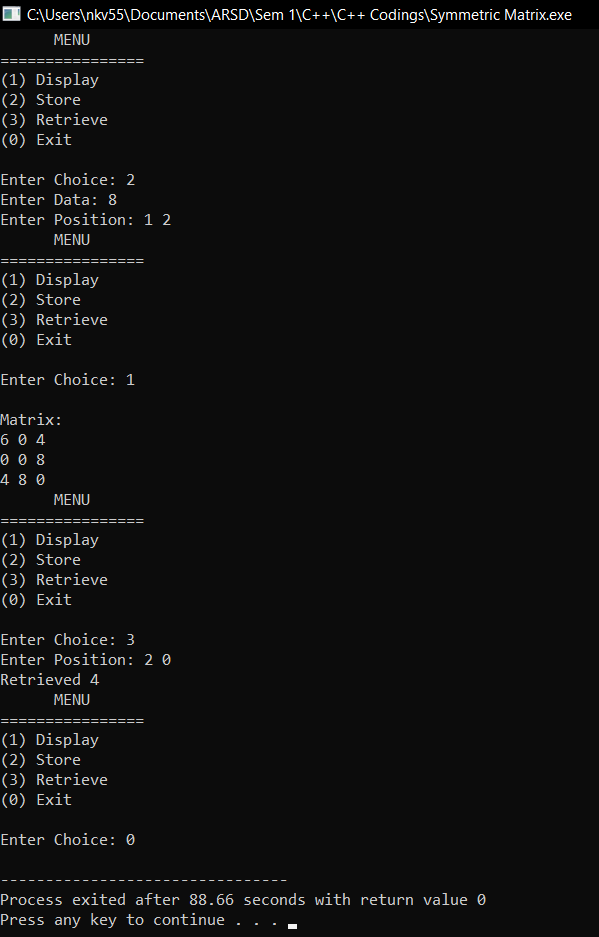 C:\Users\nkv55\Documents\ARSD\Sem 1\C++\C++ Codings\Symmetric Matrix.exe
MENU
================
(1) Display
(2) Store
(3) Retrieve
(0) Exit
Enter Choice: 2
Enter Data: 8
Enter Position: 1 2
MENU
================
(1) Display
(2) Store
(3) Retrieve
(0) Exit
Enter Choice: 1
Matrix:
6 0 4
0 0 8
4 8 0
MENU
================
(1) Display
(2) Store
(3) Retrieve
(0) Exit
Enter Choice: 3
Enter Position: 2 0
Retrieved 4
MENU
================
(1) Display
(2) Store
(3) Retrieve
(0) Exit
Enter Choice: 0
--------------------------------
Process exited after 88.66 seconds with return value 0
Press any key to continue . . .